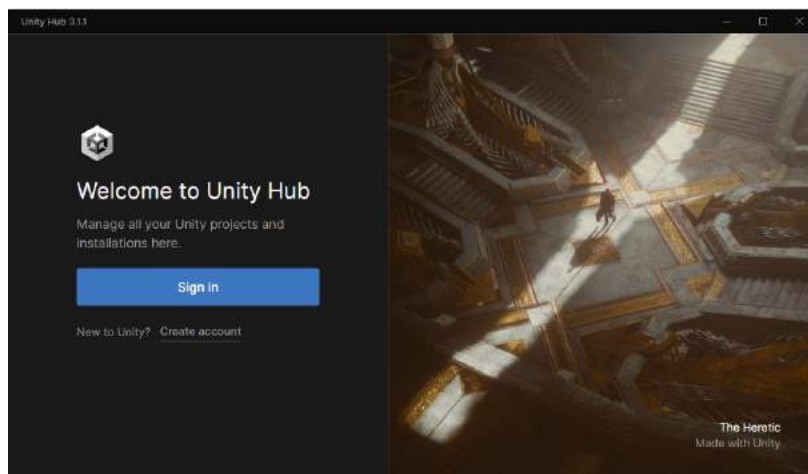 Unity Hub 3.1.1
Welcome to Unity Hub
Manage all your Unity projects and
installations here.
Sign in
New to Unity? Create account
The Heretic
Made with Unity